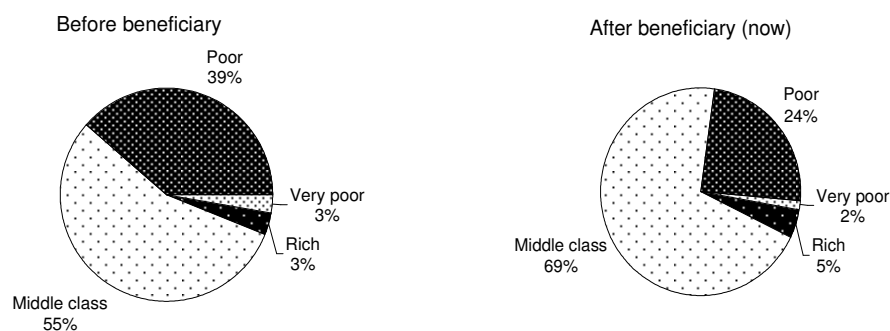 Before beneficiary
Poor
39%
Very poor
3%
Rich
3%
Middle class
55%
After beneficiary (now)
Poor
24%
Very poor
2%
Rich
5%
Middle class
69%